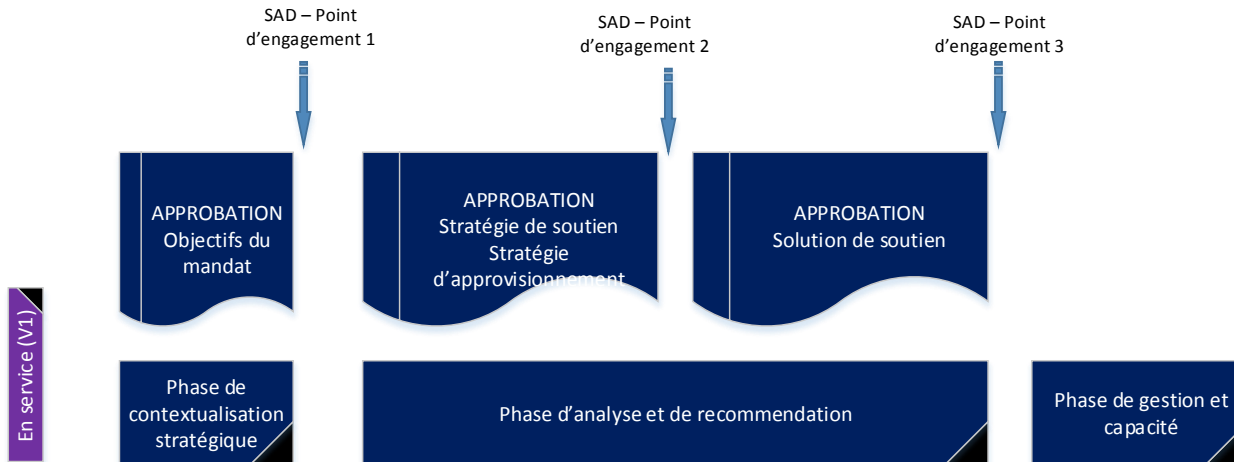 SAD – Point
d'engagement 1
SAD – Point
d'engagement 2
SAD – Point
d'engagement 3
APPROBATION
Objectifs du
mandat
APPROBATION
Stratégie de soutien
Stratégie
d'approvisionnement
APPROBATION
Solution de soutien
En service (V1)
Phase de
contextualisation
stratégique
Phase d'analyse et de recommendation
Phase de gestion et
capacité